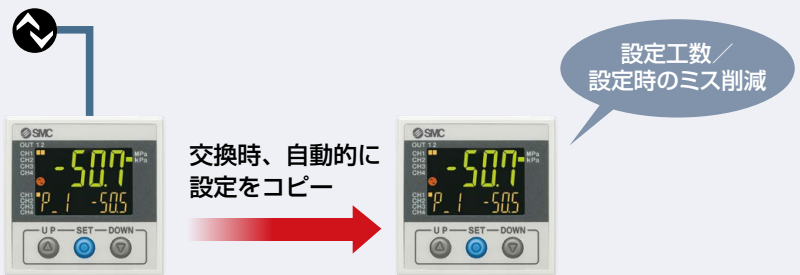 設定工数／
設定時のミス削減
交換時、自動的に
設定をコピー
SMC
OUT 1 2
CH1
CH2
CH3
CH4
MPa
kPa
-50.7
CH1
CH2
CH3
CH4
P_1 -50.5
UP SET DOWN
SMC
OUT 1 2
CH1
CH2
CH3
CH4
MPa
kPa
-50.7
CH1
CH2
CH3
CH4
P_1 -50.5
UP SET DOWN